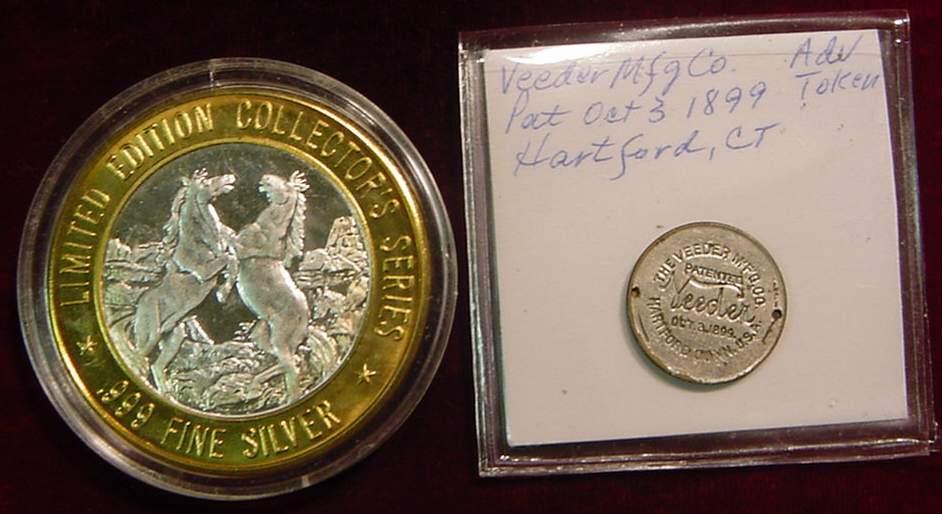 LIMITED EDITION COLLECTOR'S SERIES
.999 FINE SILVER
Veeder Mfg Co. Adv
Pat Oct 3 1899 Token
Hartford, CT
THE VEEDER MFG. CO.
PATENTED
Veeder
OCT. 3. 1899.
HARTFORD CONN. U.S.A.